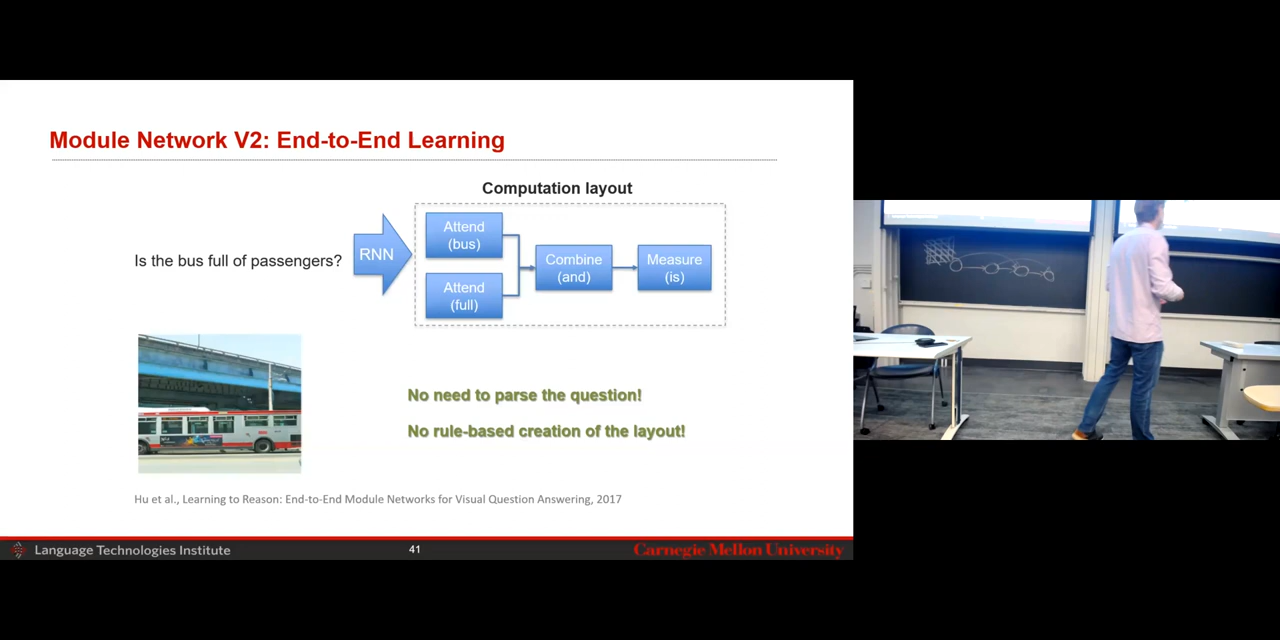 Module Network V2: End-to-End Learning
Computation layout
Is the bus full of passengers?
RNN
Attend
(bus)
Attend
(full)
Combine
(and)
Measure
(is)
No need to parse the question!
No rule-based creation of the layout!
Hu et al., Learning to Reason: End-to-End Module Networks for Visual Question Answering, 2017
Language Technologies Institute
41
Carnegie Mellon University